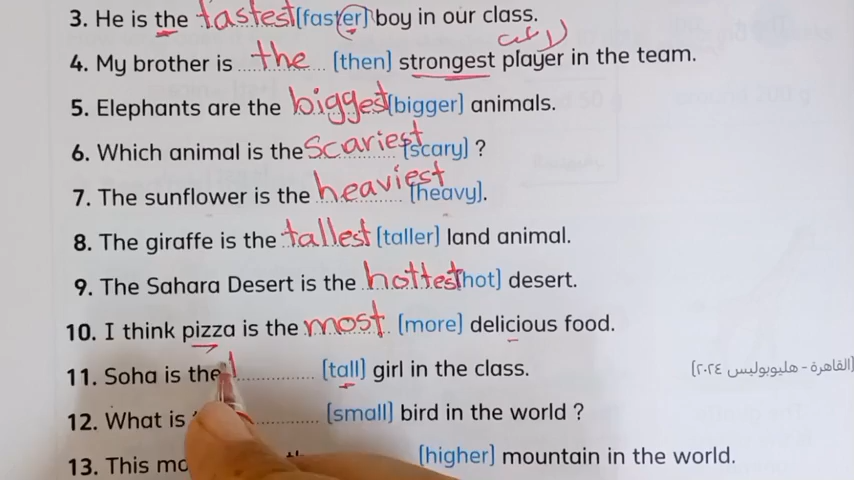 3. He is the fastest [faster] boy in our class.
4. My brother is the [then] strongest player in the team.
5. Elephants are the biggest [bigger] animals.
6. Which animal is the Scariest [scary] ?
7. The sunflower is the heaviest [heavy].
8. The giraffe is the tallest [taller] land animal.
9. The Sahara Desert is the hottest [hot] desert.
10. I think pizza is the most [more] delicious food.
11. Soha is the [tall] girl in the class. [القاهرة - هليوبوليس ٢٠٢٤]
12. What is [small] bird in the world ?
13. This [higher] mountain in the world.